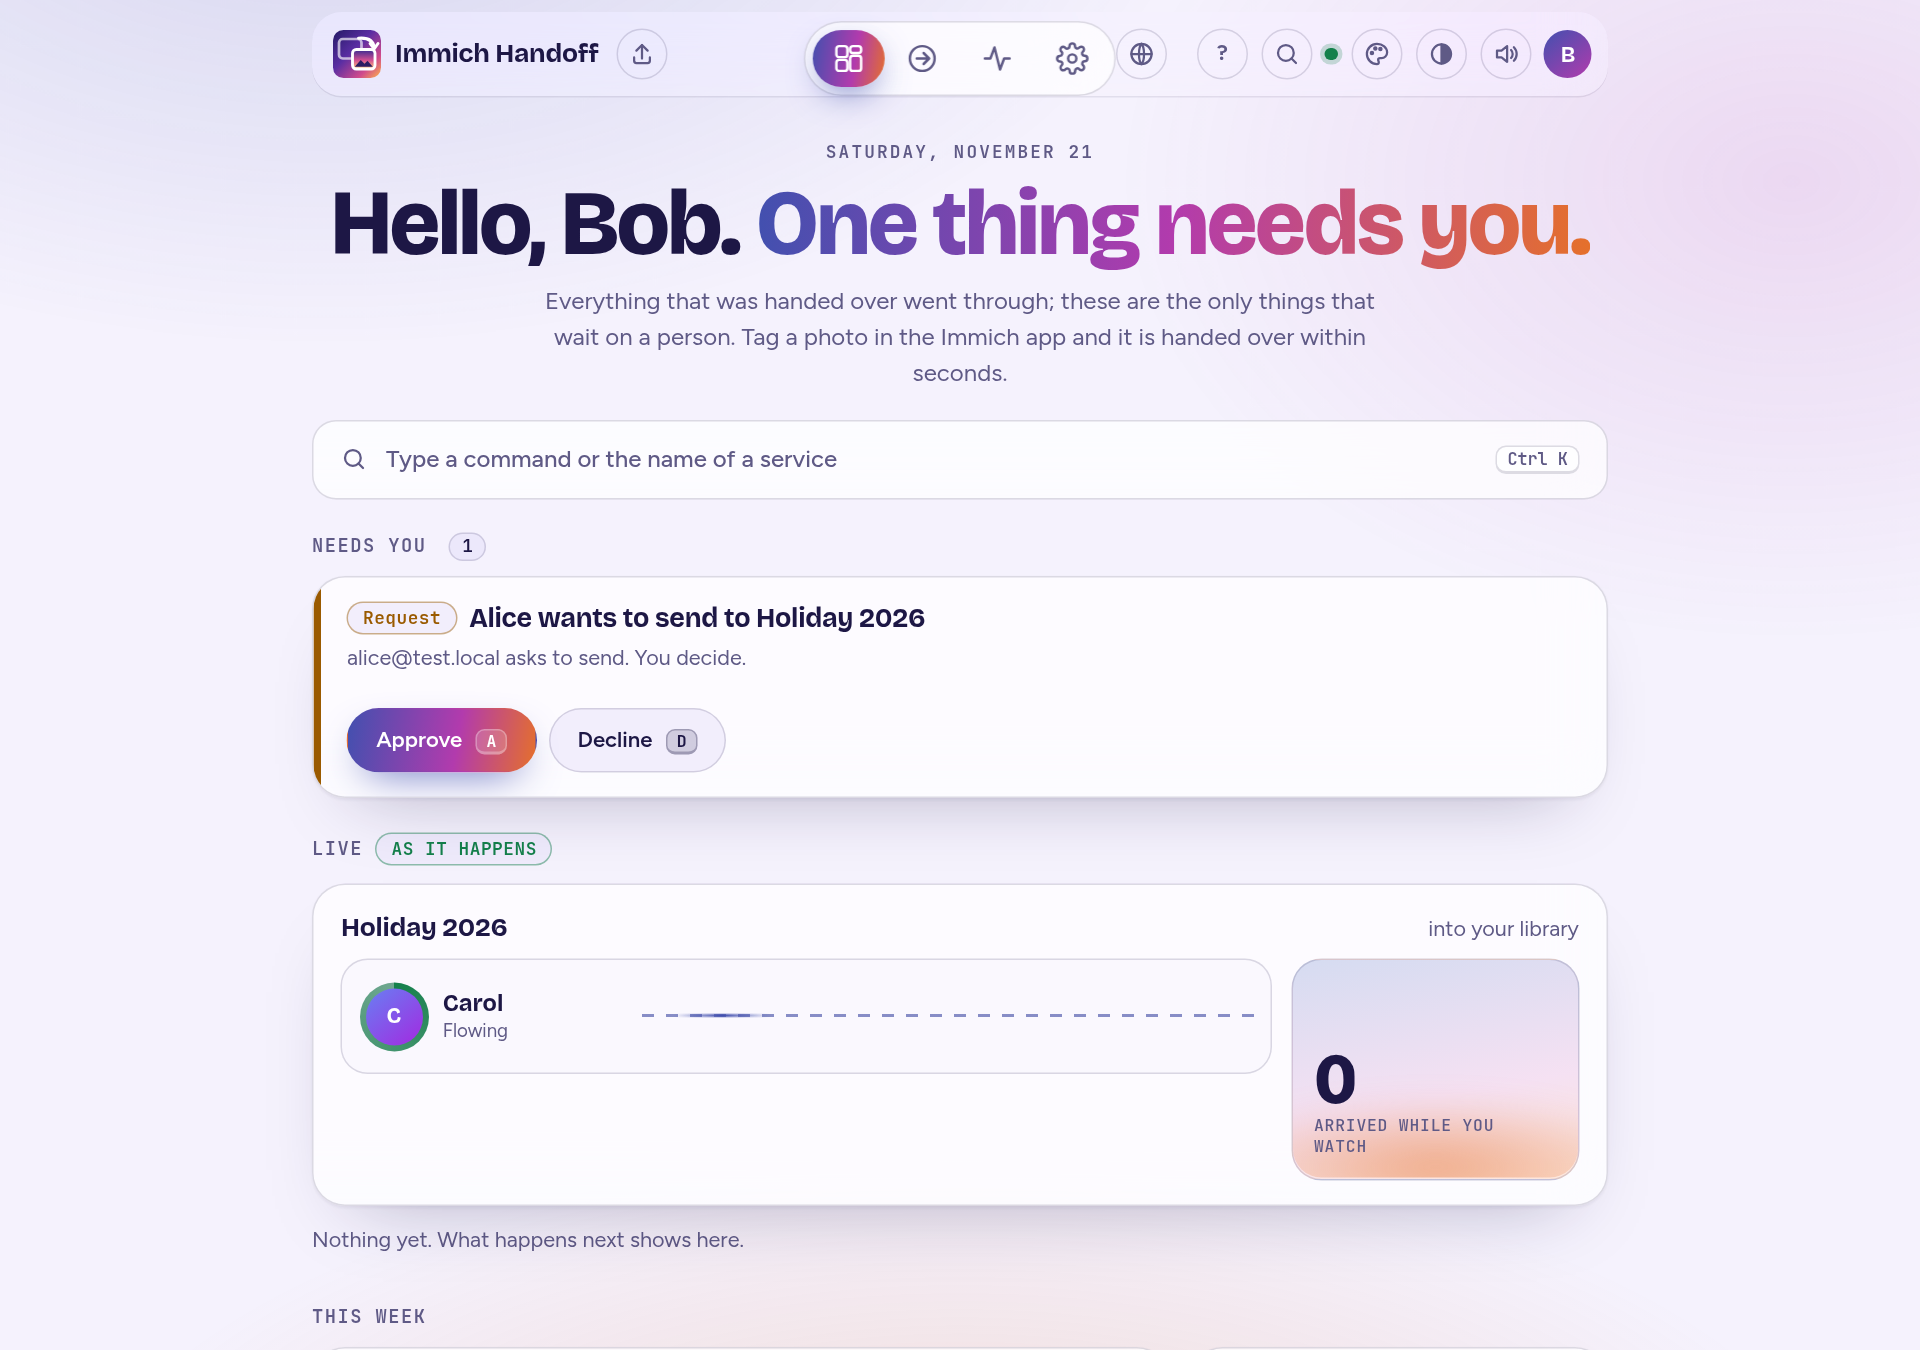 Immich Handoff
?
B
SATURDAY, NOVEMBER 21
Hello, Bob. One thing needs you.
Everything that was handed over went through; these are the only things that
wait on a person. Tag a photo in the Immich app and it is handed over within
seconds.
Type a command or the name of a service
Ctrl K
NEEDS YOU 1
Request Alice wants to send to Holiday 2026
alice@test.local asks to send. You decide.
Approve A
Decline D
LIVE AS IT HAPPENS
Holiday 2026
into your library
C
Carol
Flowing
0
ARRIVED WHILE YOU
WATCH
Nothing yet. What happens next shows here.
THIS WEEK